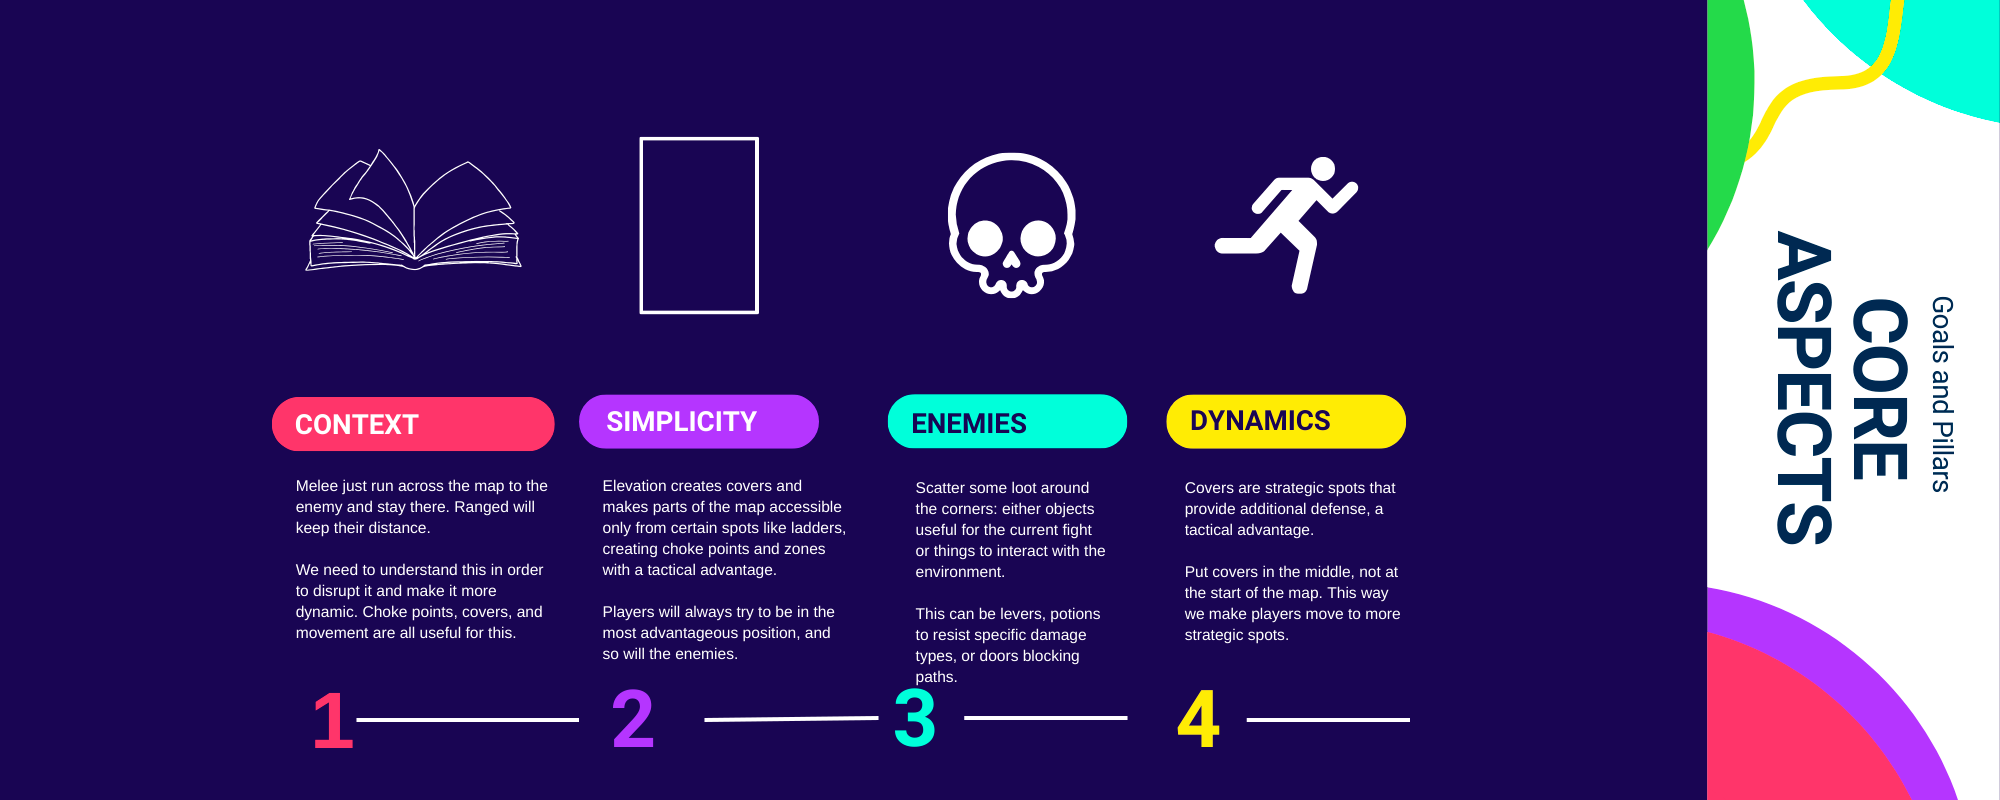 CONTEXT
Melee just run across the map to the
enemy and stay there. Ranged will
keep their distance.
We need to understand this in order
to disrupt it and make it more
dynamic. Choke points, covers, and
movement are all useful for this.
1
SIMPLICITY
Elevation creates covers and
makes parts of the map accessible
only from certain spots like ladders,
creating choke points and zones
with a tactical advantage.
Players will always try to be in the
most advantageous position, and
so will the enemies.
2
ENEMIES
Scatter some loot around
the corners: either objects
useful for the current fight
or things to interact with the
environment.
This can be levers, potions
to resist specific damage
types, or doors blocking
paths.
3
DYNAMICS
Covers are strategic spots that
provide additional defense, a
tactical advantage.
Put covers in the middle, not at
the start of the map. This way
we make players move to more
strategic spots.
4
Goals and Pillars
CORE
ASPECTS